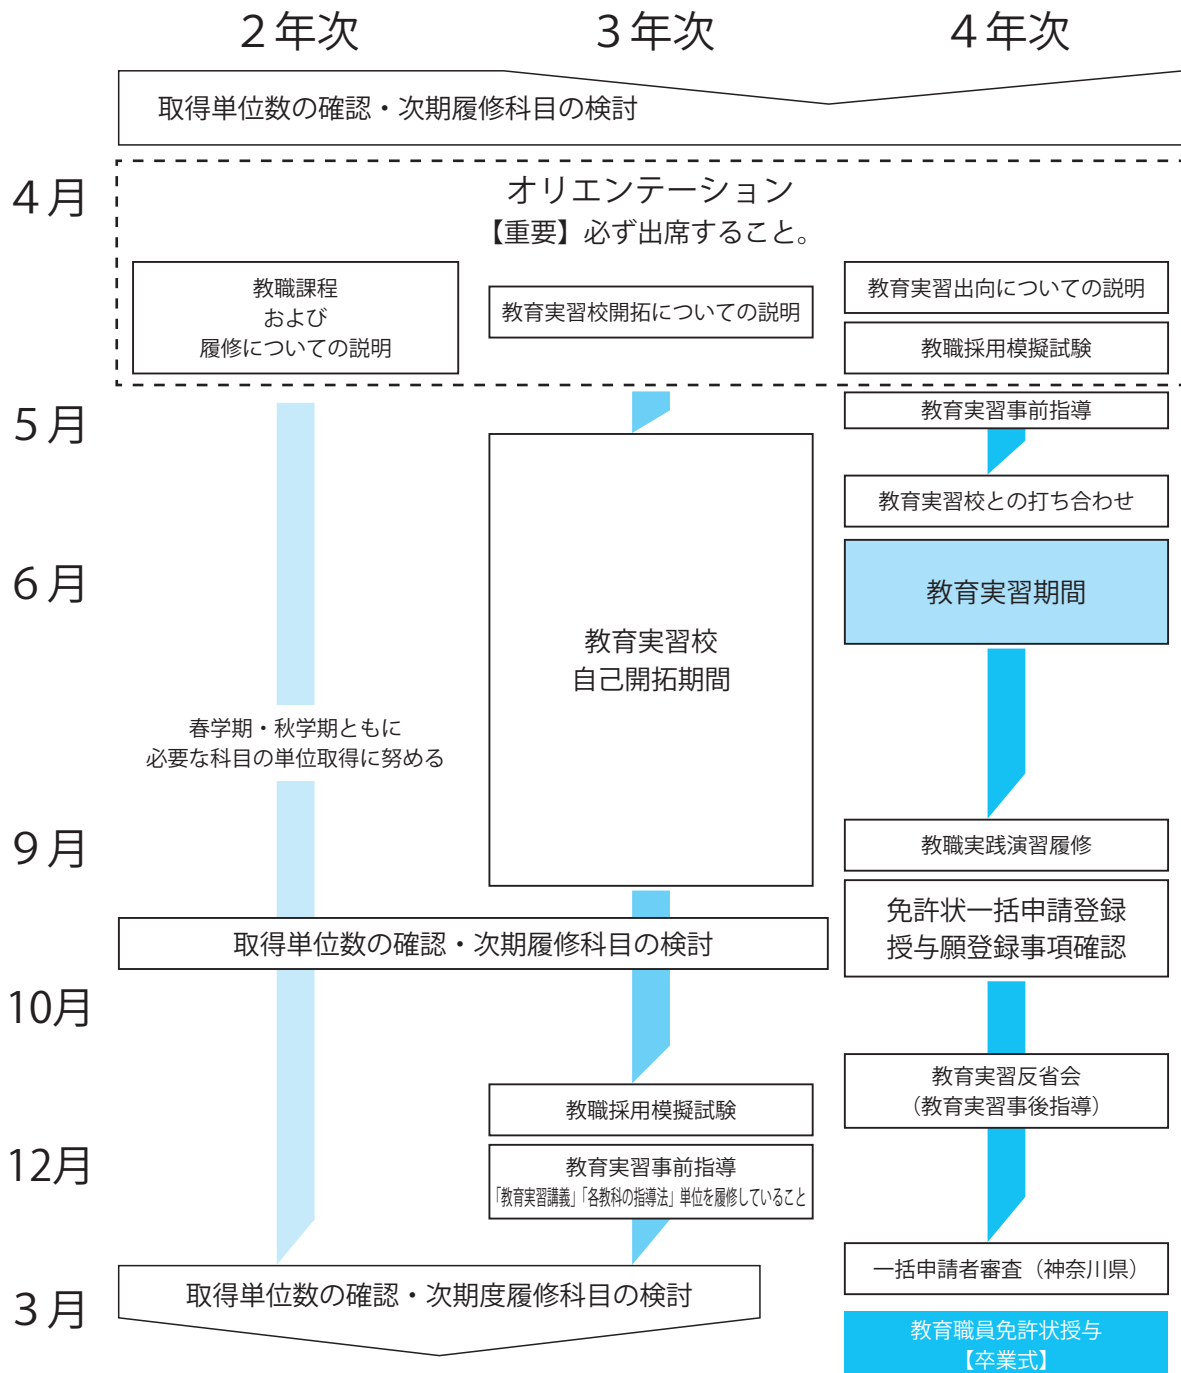 ２年次
３年次
４年次
取得単位数の確認・次期履修科目の検討
４月
オリエンテーション
【重要】必ず出席すること。
教職課程
および
履修についての説明
教育実習校開拓についての説明
教育実習出向についての説明
教職採用模擬試験
５月
教育実習事前指導
教育実習校との打ち合わせ
６月
教育実習期間
教育実習校
自己開拓期間
春学期・秋学期ともに
必要な科目の単位取得に努める
９月
教職実践演習履修
免許状一括申請登録
授与願登録事項確認
取得単位数の確認・次期履修科目の検討
10月
教育実習反省会
（教育実習事後指導）
教職採用模擬試験
12月
教育実習事前指導
「教育実習講義」「各教科の指導法」単位を履修していること
一括申請者審査（神奈川県）
３月
取得単位数の確認・次期度履修科目の検討
教育職員免許状授与
【卒業式】